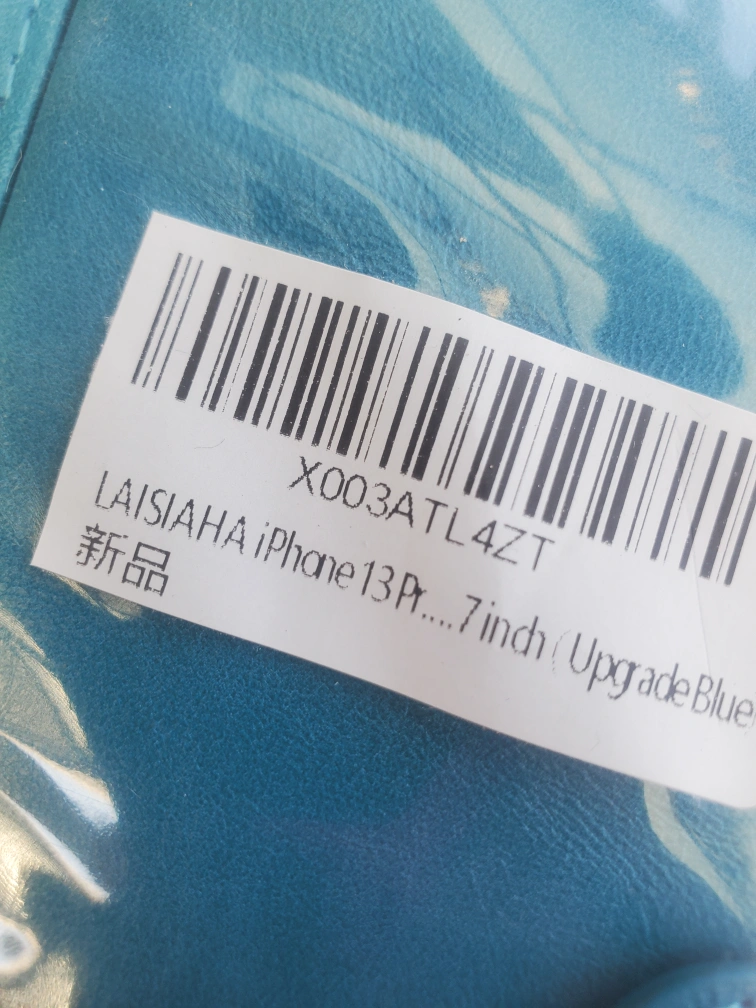 X003ATL4ZT
LAISIAHA iPhone 13 Pr....7 inch (Upgrade Blue
新品